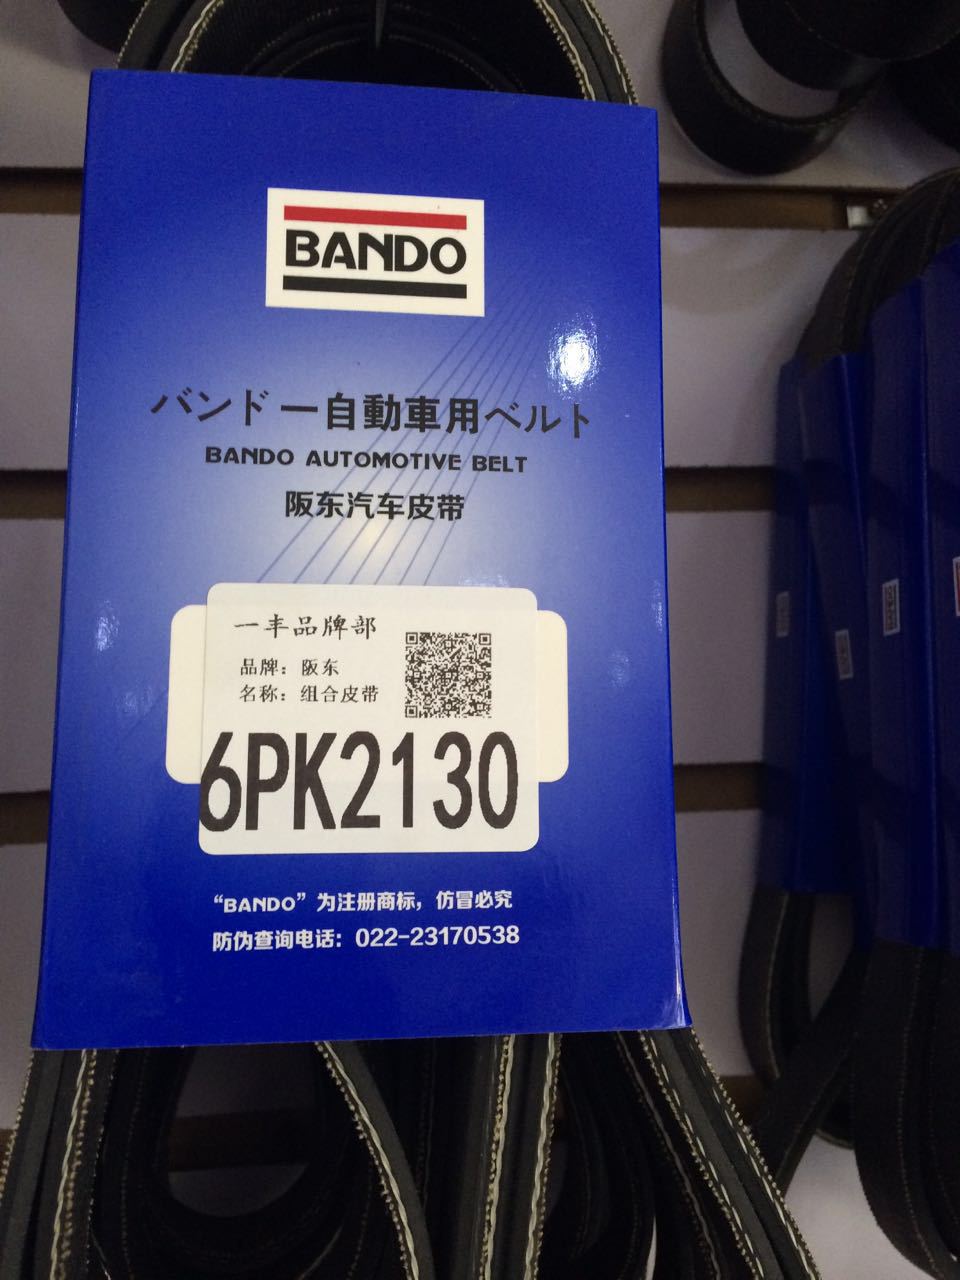 BANDO
バンドー自動車用ベルト
BANDO AUTOMOTIVE BELT
阪东汽车皮带
一丰品牌部
品牌：阪东
名称：组合皮带
6PK2130
“BANDO”为注册商标，仿冒必究
防伪查询电话：022-23170538